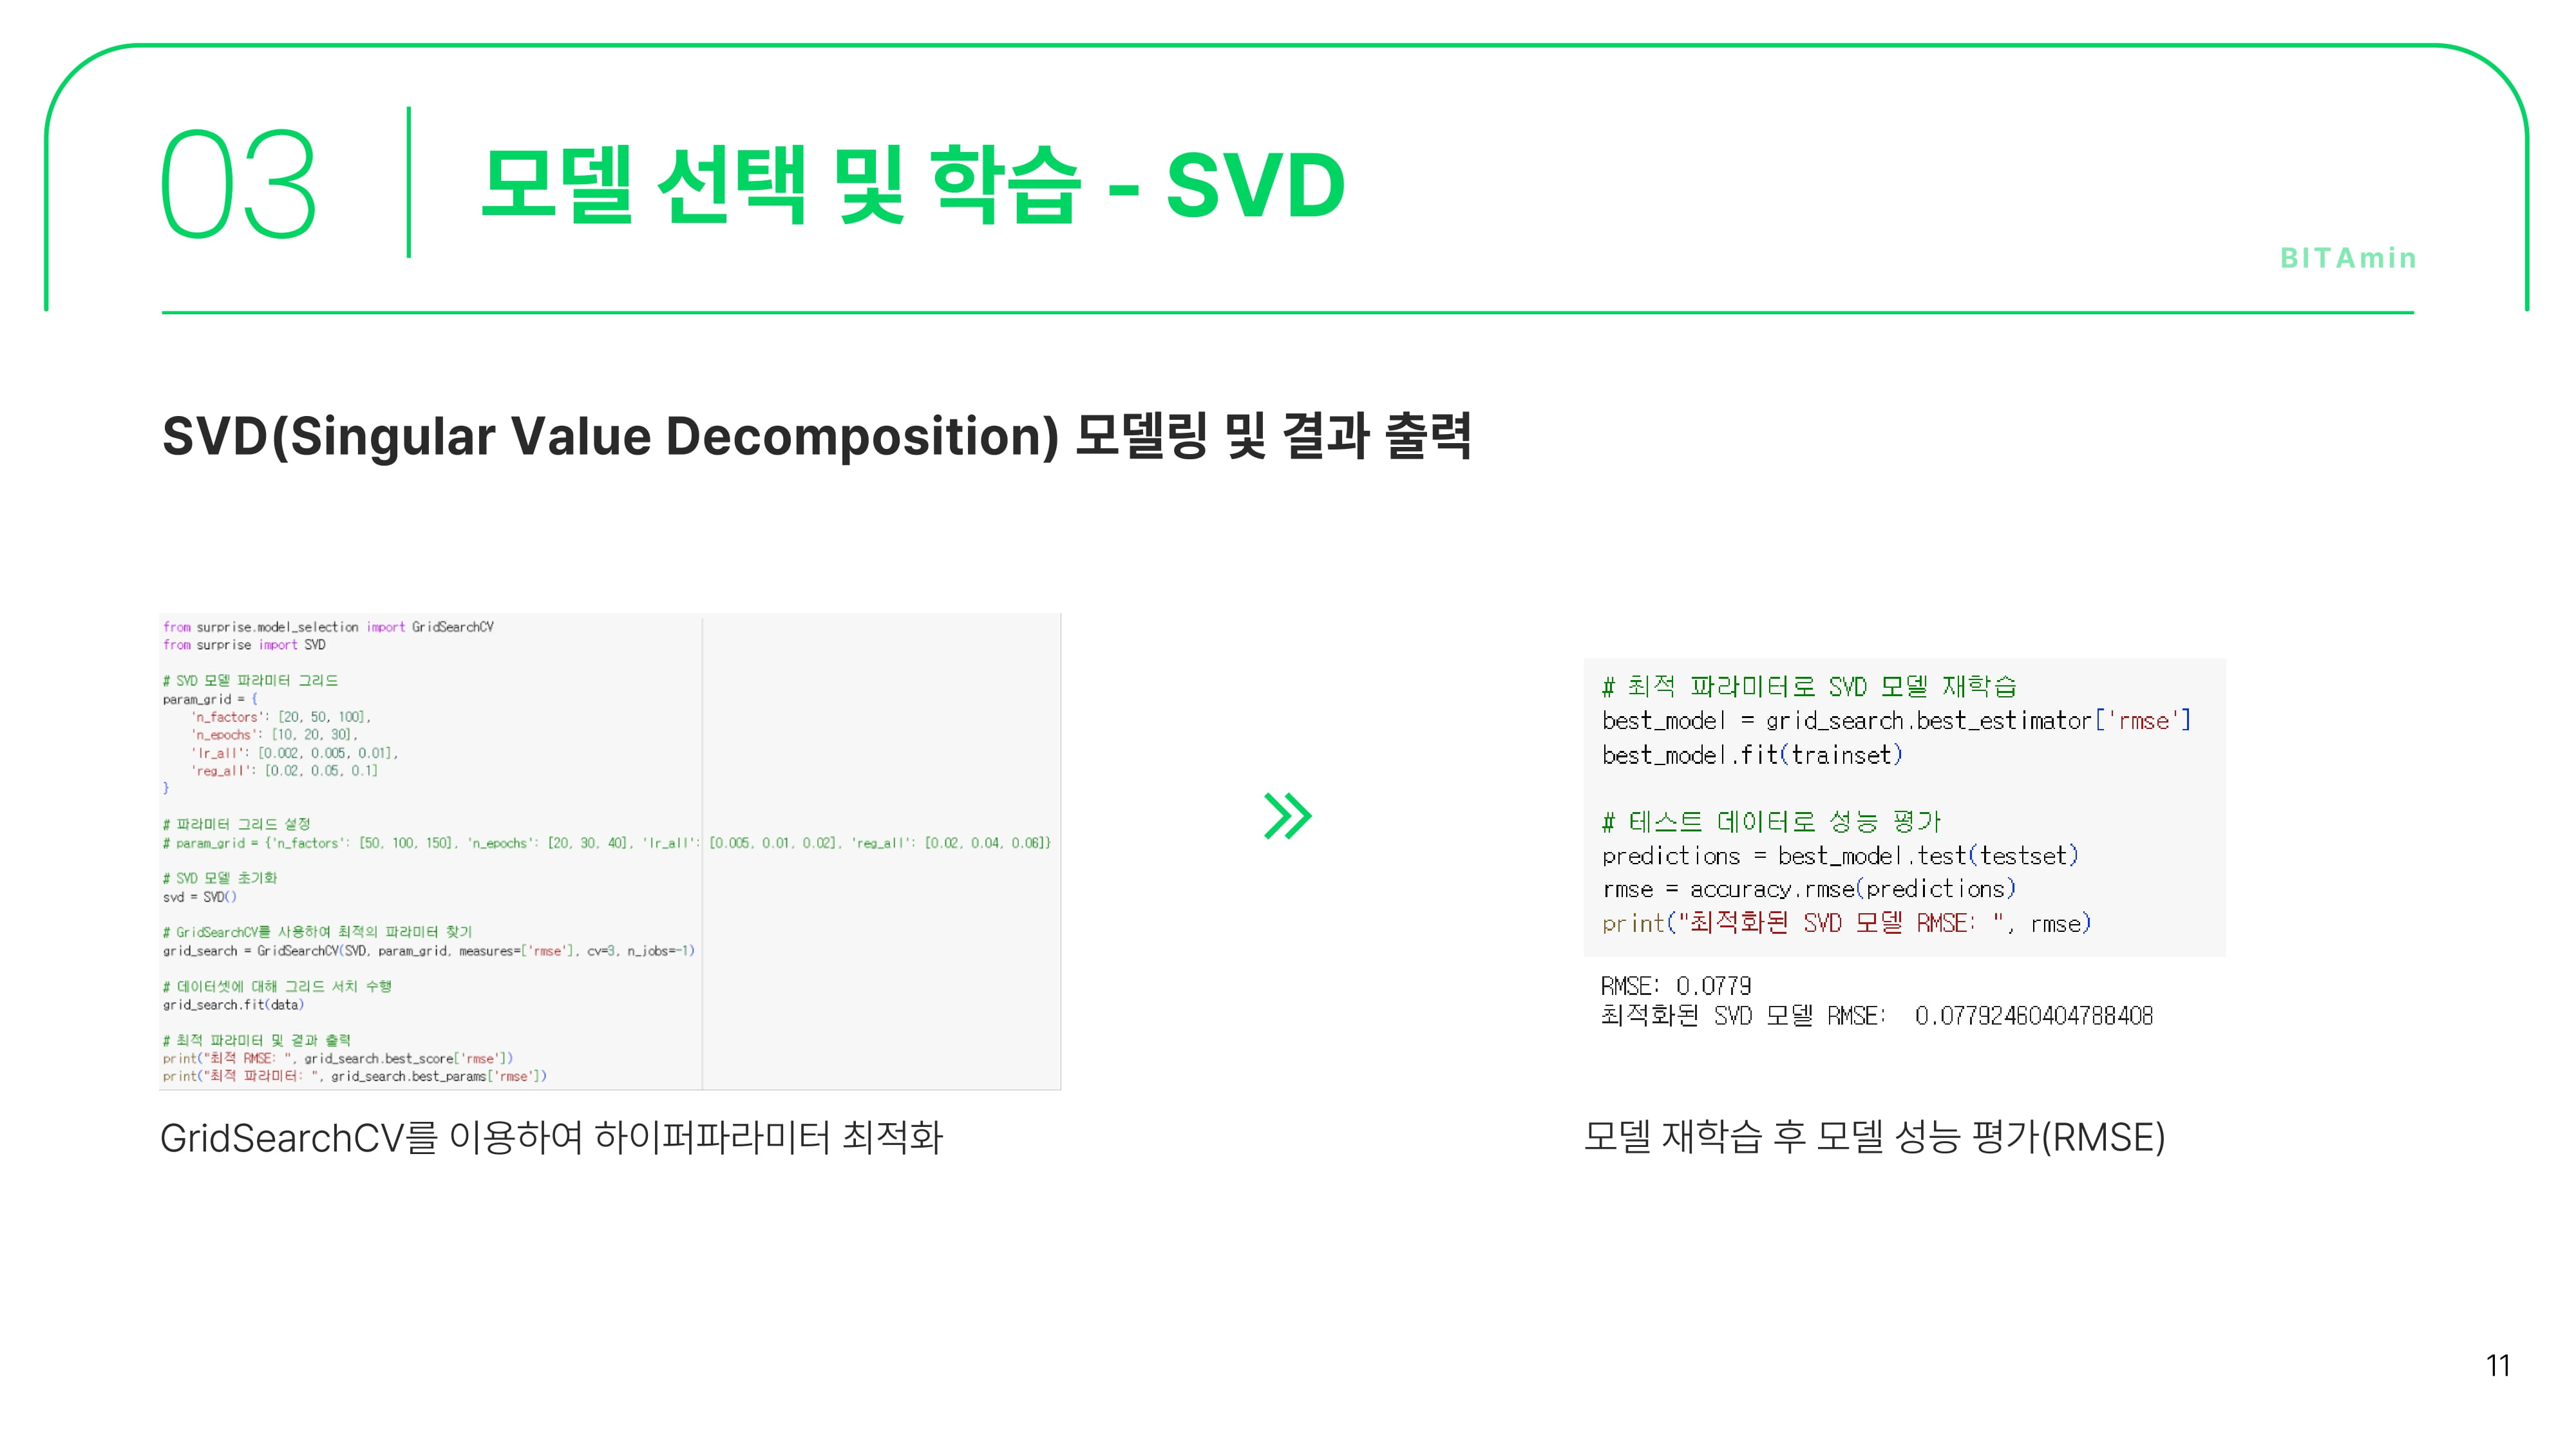 03
모델 선택 및 학습 - SVD
BITAmin
SVD(Singular Value Decomposition) 모델링 및 결과 출력
from surprise.model_selection import GridSearchCV
from surprise import SVD
# SVD 모델 파라미터 그리드
param_grid = {
    'n_factors': [20, 50, 100],
    'n_epochs': [10, 20, 30],
    'lr_all': [0.002, 0.005, 0.01],
    'reg_all': [0.02, 0.05, 0.1]
}
# 파라미터 그리드 설정
# param_grid = {'n_factors': [50, 100, 150], 'n_epochs': [20, 30, 40], 'lr_all': [0.005, 0.01, 0.02], 'reg_all': [0.02, 0.04, 0.06]}
# SVD 모델 초기화
svd = SVD()
# GridSearchCV를 사용하여 최적의 파라미터 찾기
grid_search = GridSearchCV(SVD, param_grid, measures=['rmse'], cv=3, n_jobs=-1)
# 데이터셋에 대해 그리드 서치 수행
grid_search.fit(data)
# 최적 파라미터 및 결과 출력
print("최적 RMSE: ", grid_search.best_score['rmse'])
print("최적 파라미터: ", grid_search.best_params['rmse'])
GridSearchCV를 이용하여 하이퍼파라미터 최적화
# 최적 파라미터로 SVD 모델 재학습
best_model = grid_search.best_estimator['rmse']
best_model.fit(trainset)
# 테스트 데이터로 성능 평가
predictions = best_model.test(testset)
rmse = accuracy.rmse(predictions)
print("최적화된 SVD 모델 RMSE: ", rmse)
RMSE: 0.0779
최적화된 SVD 모델 RMSE:  0.07792460404788408
모델 재학습 후 모델 성능 평가(RMSE)
11